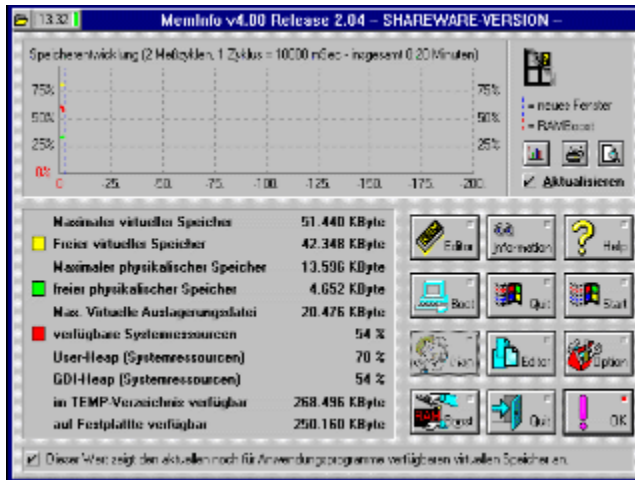 13.32 MemInfo v4.00 Release 2.04 – SHAREWARE-VERSION –
Speicherentwicklung (2 Meßzyklen, 1 Zyklus = 10000 mSec - insgesamt 0.20 Minuten)
75% 75%
50% 50%
25% 25%
0%
0 -25. -50. -75. -100. -125. -150. -175. -200.
= neues Fenster
= RAMBoost
Aktualisieren
Maximaler virtueller Speicher 51.440 KByte
Freier virtueller Speicher 42.348 KByte
Maximaler physikalischer Speicher 13.596 KByte
freier physikalischer Speicher 4.652 KByte
Max. Virtuelle Auslagerungsdatei 20.476 KByte
verfügbare Systemressourcen 54 %
User-Heap (Systemressourcen) 70 %
GDI-Heap (Systemressourcen) 54 %
im TEMP-Verzeichnis verfügbar 268.496 KByte
auf Festplatte verfügbar 250.160 KByte
Editor Information Help
Boot Quit Start
Editor Option
RAM Boost Quit OK
Dieser Wert zeigt den aktuellen noch für Anwendungsprogramme verfügbaren virtuellen Speicher an.